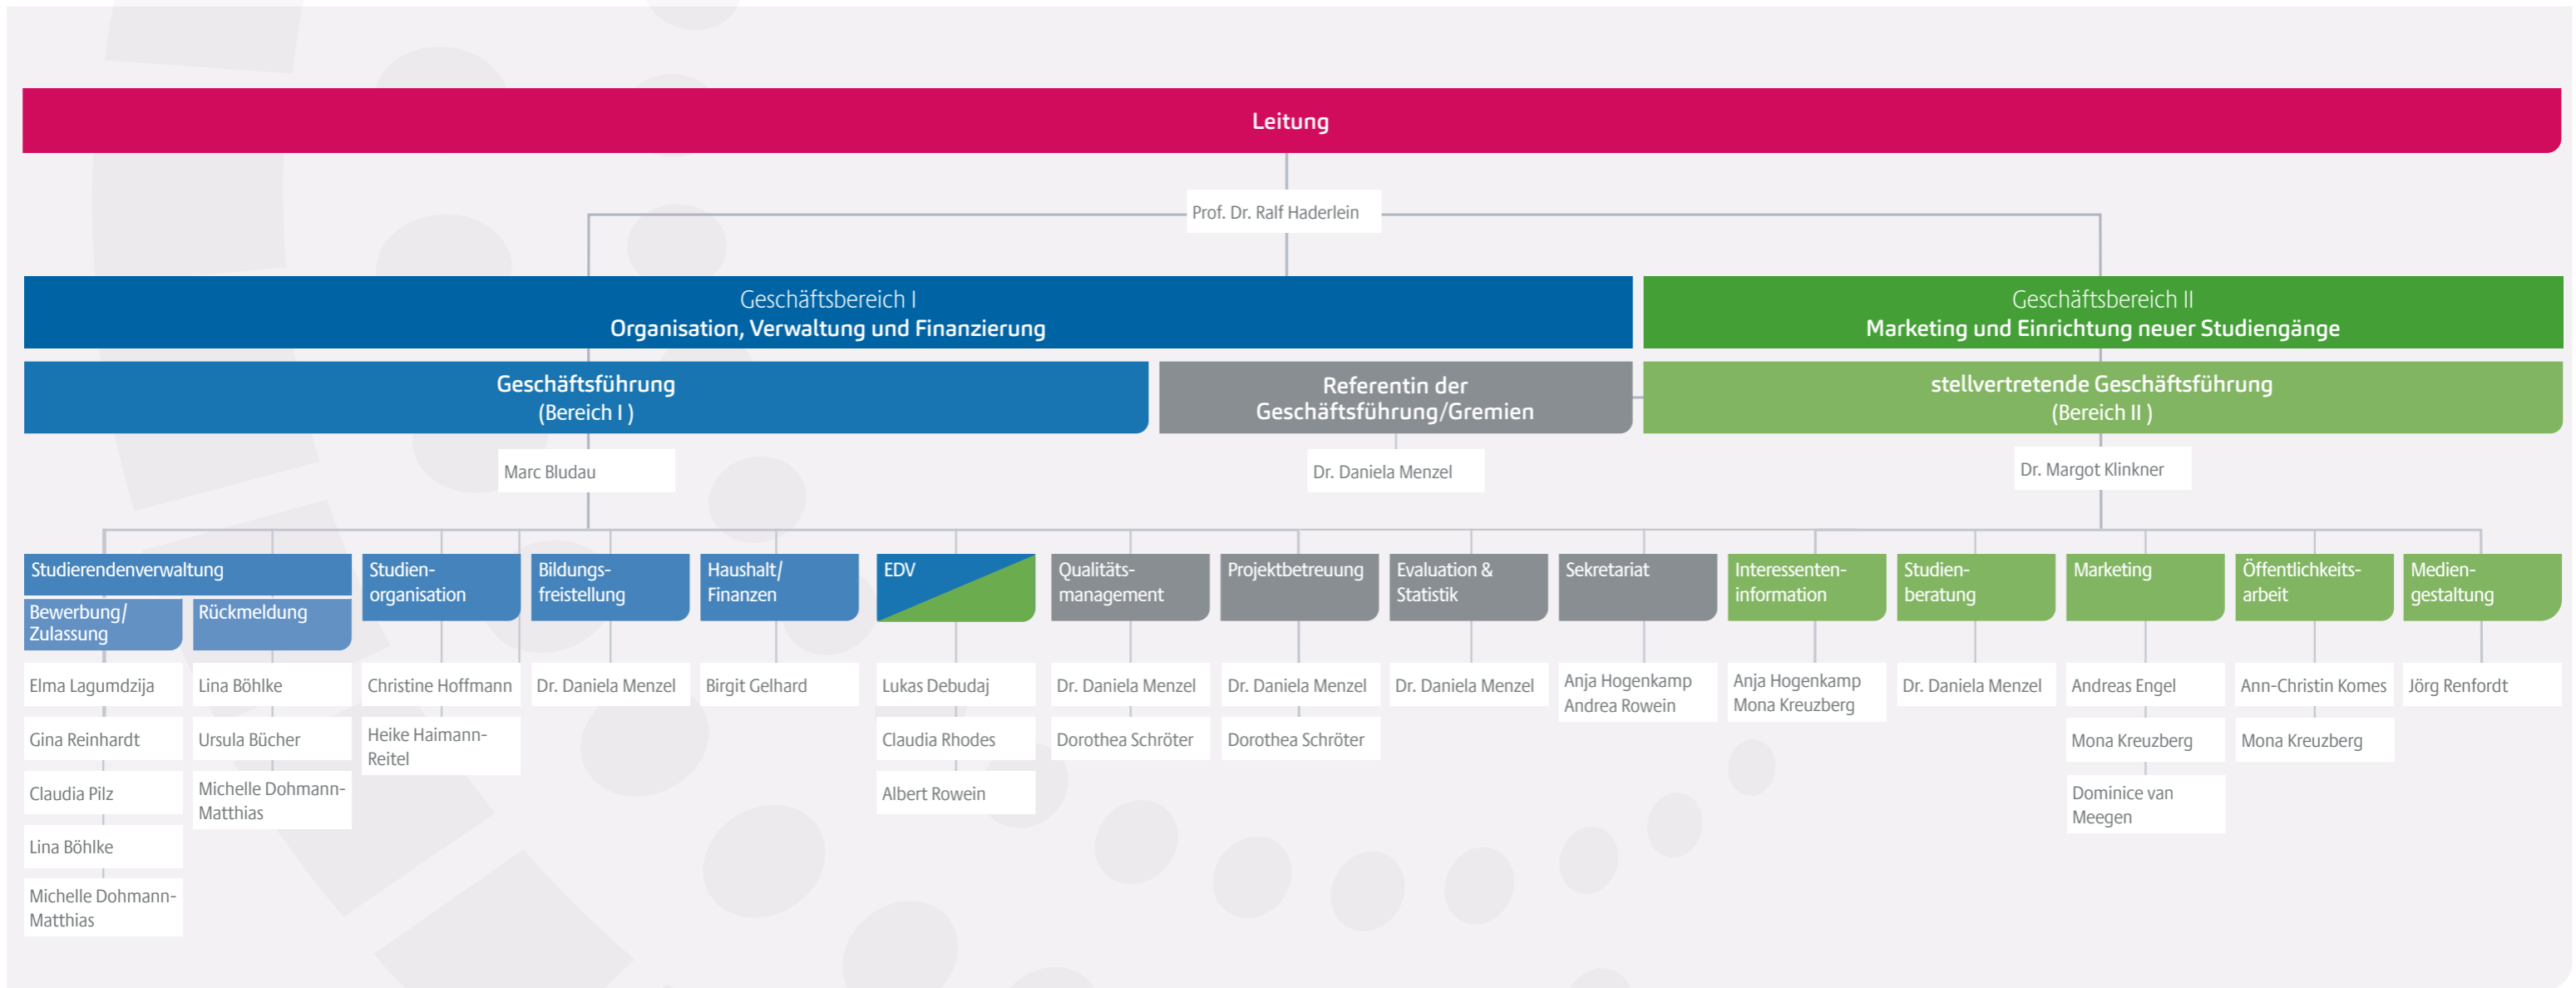 Leitung
Prof. Dr. Ralf Haderlein
Geschäftsbereich I
Organisation, Verwaltung und Finanzierung
Geschäftsbereich II
Marketing und Einrichtung neuer Studiengänge
Geschäftsführung
(Bereich I )
Referentin der
Geschäftsführung/Gremien
stellvertretende Geschäftsführung
(Bereich II )
Marc Bludau
Dr. Daniela Menzel
Dr. Margot Klinkner
Studierendenverwaltung
Bewerbung/
Zulassung
Elma Lagumdzija
Gina Reinhardt
Claudia Pilz
Lina Böhlke
Michelle Dohmann-
Matthias
Rückmeldung
Lina Böhlke
Ursula Bücher
Michelle Dohmann-
Matthias
Studien-
organisation
Christine Hoffmann
Heike Haimann-
Reitel
Bildungs-
freistellung
Dr. Daniela Menzel
Haushalt/
Finanzen
Birgit Gelhard
EDV
Lukas Debudaj
Claudia Rhodes
Albert Rowein
Qualitäts-
management
Dr. Daniela Menzel
Dorothea Schröter
Projektbetreuung
Dr. Daniela Menzel
Dorothea Schröter
Evaluation &
Statistik
Dr. Daniela Menzel
Sekretariat
Anja Hogenkamp
Andrea Rowein
Interessenten-
information
Anja Hogenkamp
Mona Kreuzberg
Studien-
beratung
Dr. Daniela Menzel
Marketing
Andreas Engel
Mona Kreuzberg
Dominice van
Meegen
Öffentlichkeits-
arbeit
Ann-Christin Komes
Mona Kreuzberg
Medien-
gestaltung
Jörg Renfordt